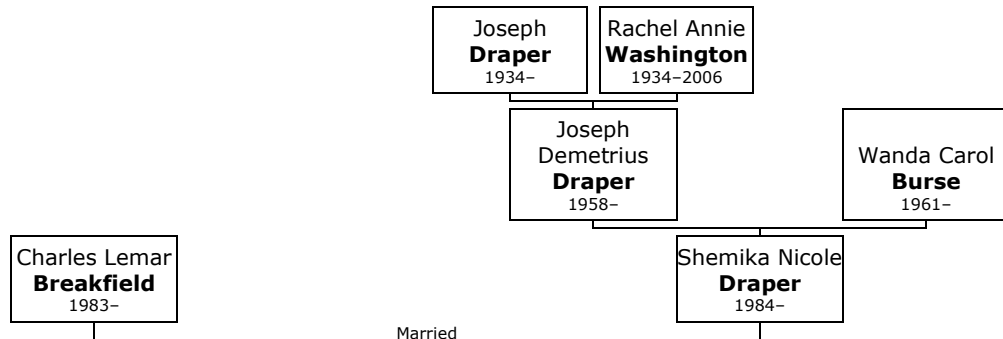 Joseph
Draper
1934–
Rachel Annie
Washington
1934–2006
Joseph
Demetrius
Draper
1958–
Wanda Carol
Burse
1961–
Charles Lemar
Breakfield
1983–
Shemika Nicole
Draper
1984–
Married